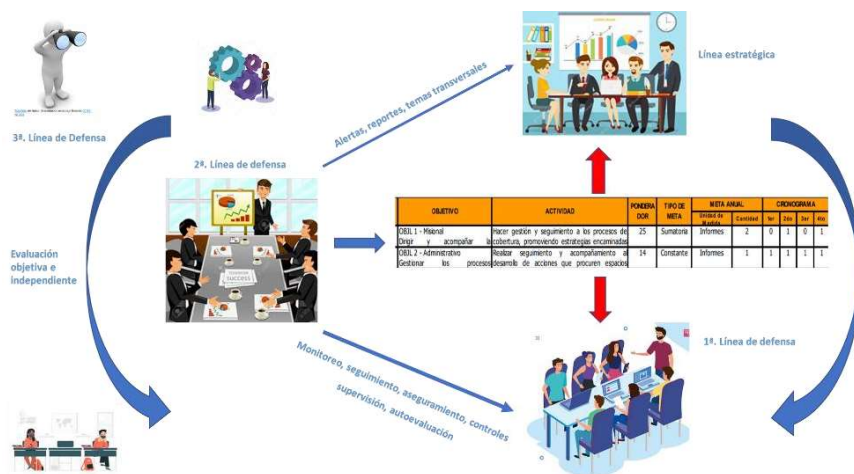 3ª. Línea de Defensa
2ª. Línea de defensa
Alertas, reportes, temas transversales
Línea estratégica
Evaluación
objetiva e
independiente
SUCCESS
OBJETIVO
ACTIVIDAD
PONDERA
DOR
TIPO DE
META
META ANUAL
CRONOGRAMA
Unidad de
Medida
Cantidad
1er
2do
3er
4to
OBJL 1 - Misional
Dirigir y acompañar la
Hacer gestión y seguimiento a los procesos de
cobertura, promoviendo estrategias encaminadas
25
Sumatoria
Informes
2
0
1
0
1
OBJL 2 - Administrativo
Gestionar los procesos
Realizar seguimiento y acompañamiento al
desarrollo de acciones que procuren espacios
14
Constante
Informes
1
1
1
1
1
1ª. Línea de defensa
Monitoreo, seguimiento, aseguramiento, controles
supervisión, autoevaluación